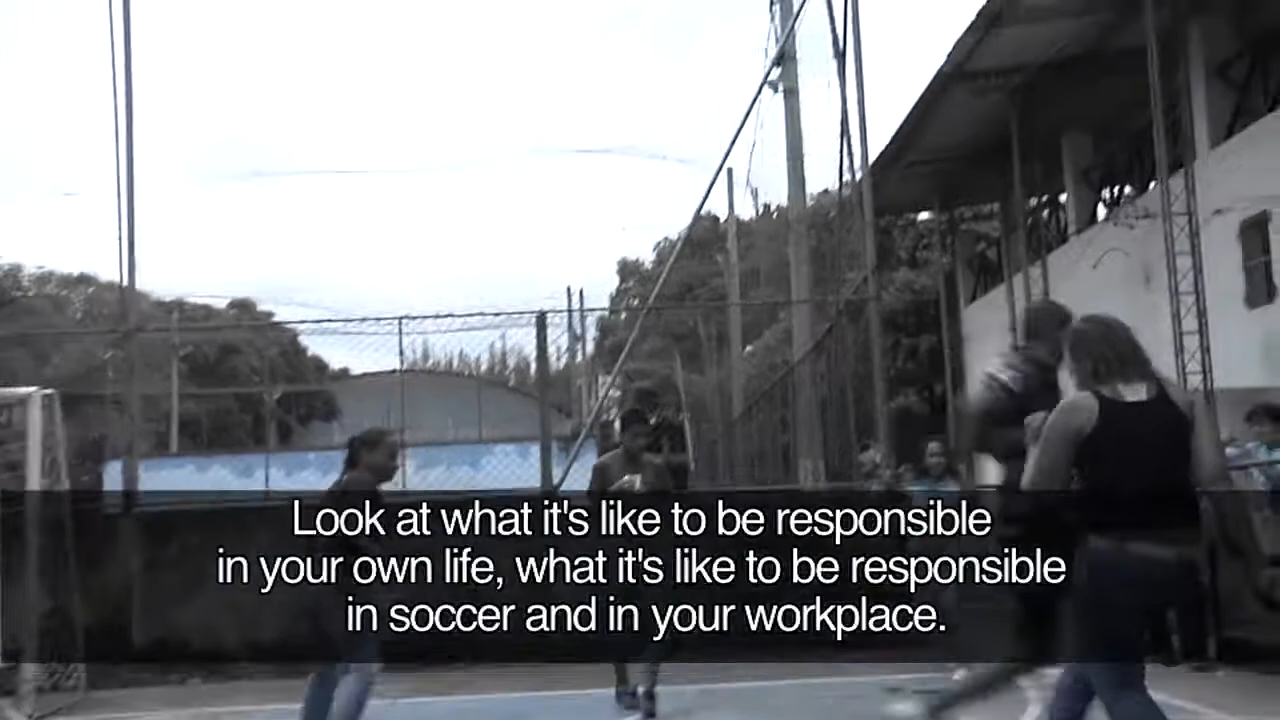 Look at what it's like to be responsible
in your own life, what it's like to be responsible
in soccer and in your workplace.